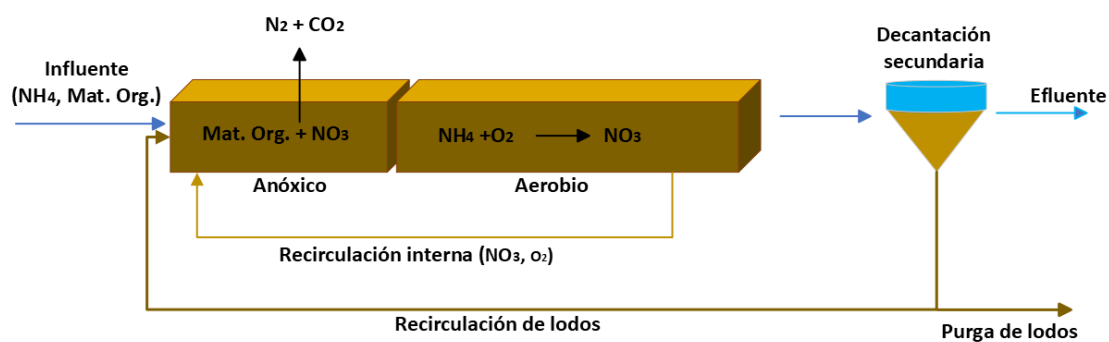 N2 + CO2
Influente
(NH4, Mat. Org.)
Decantación
secundaria
Efluente
Mat. Org. + NO3
NH4 +O2
NO3
Anóxico
Aerobio
Recirculación interna (NO3, O2)
Recirculación de lodos
Purga de lodos